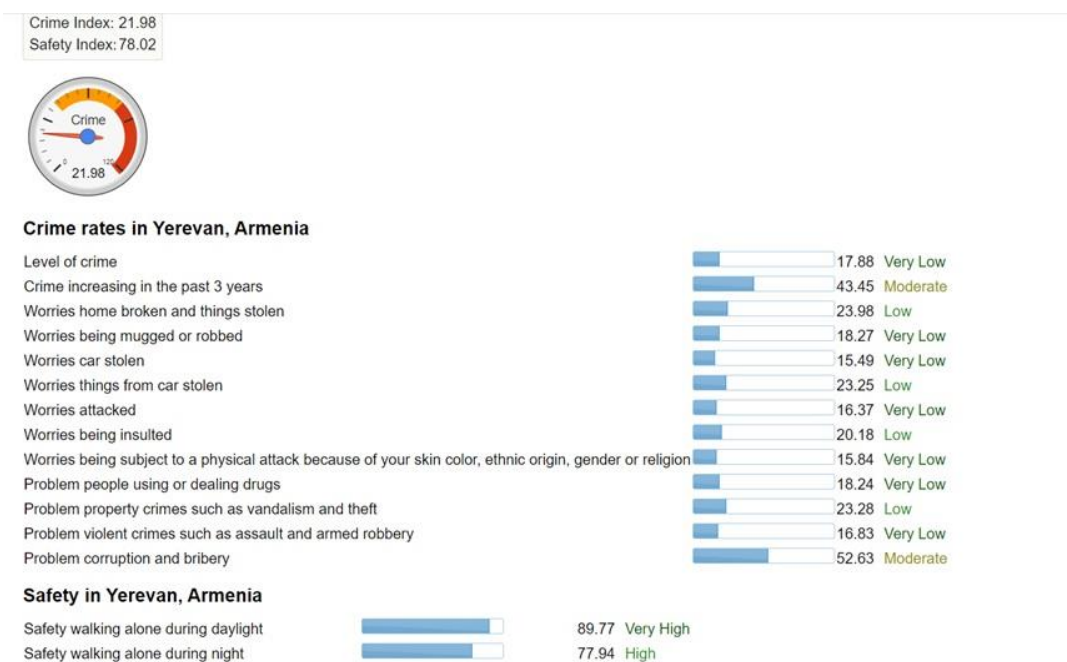 Crime Index: 21.98
Safety Index: 78.02
Crime
0
120
21.98
Crime rates in Yerevan, Armenia
Level of crime 17.88 Very Low
Crime increasing in the past 3 years 43.45 Moderate
Worries home broken and things stolen 23.98 Low
Worries being mugged or robbed 18.27 Very Low
Worries car stolen 15.49 Very Low
Worries things from car stolen 23.25 Low
Worries attacked 16.37 Very Low
Worries being insulted 20.18 Low
Worries being subject to a physical attack because of your skin color, ethnic origin, gender or religion 15.84 Very Low
Problem people using or dealing drugs 18.24 Very Low
Problem property crimes such as vandalism and theft 23.28 Low
Problem violent crimes such as assault and armed robbery 16.83 Very Low
Problem corruption and bribery 52.63 Moderate
Safety in Yerevan, Armenia
Safety walking alone during daylight 89.77 Very High
Safety walking alone during night 77.94 High